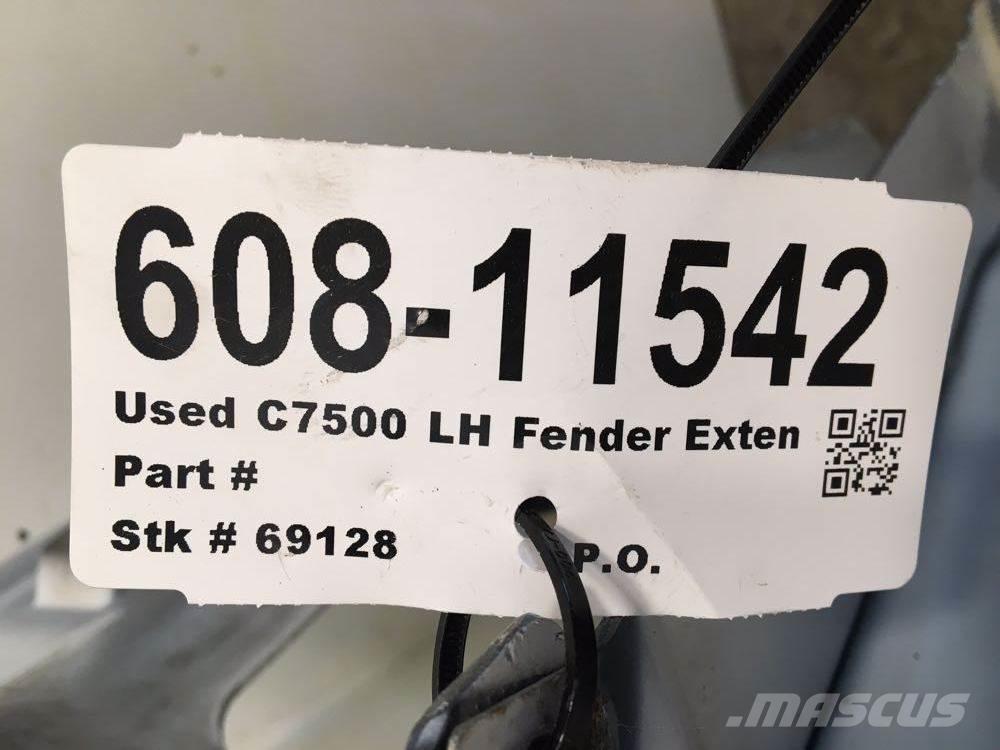 608-11542
Used C7500 LH Fender Exten
Part #
Stk # 69128
P.O.
.MASCUS